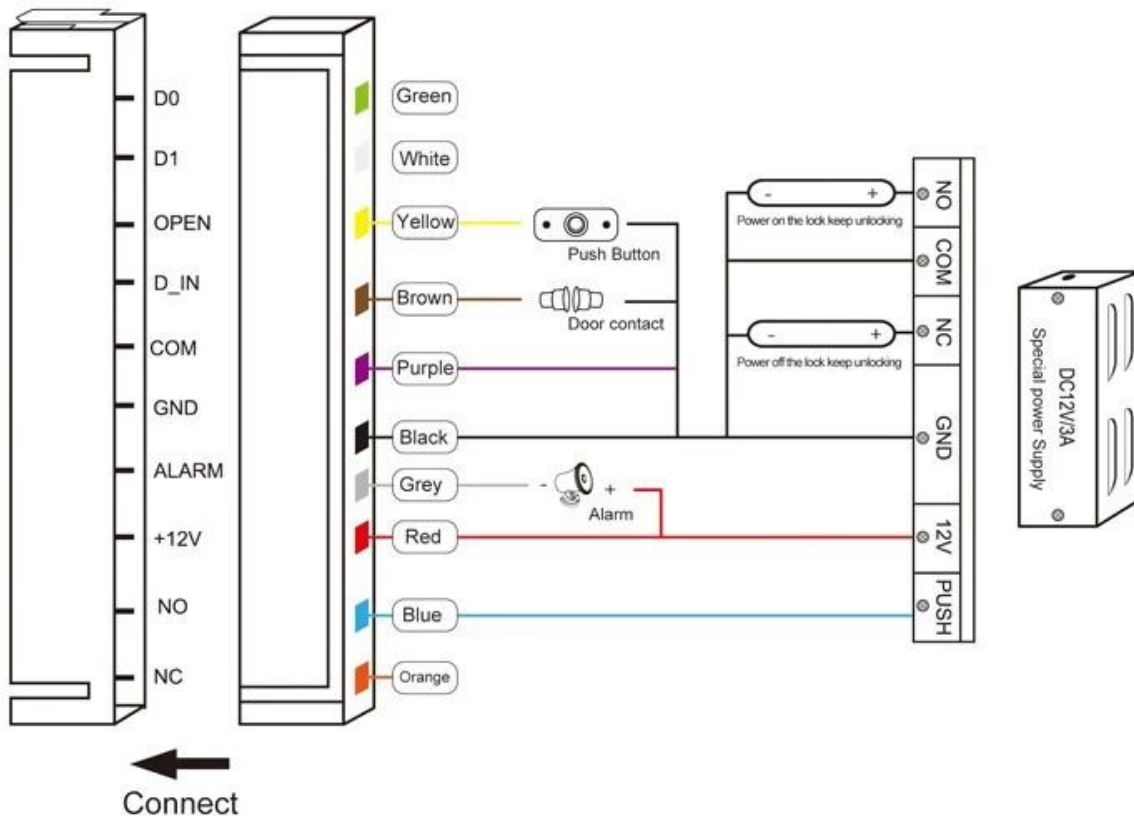 D0
D1
OPEN
D_IN
COM
GND
ALARM
+12V
NO
NC
Green
White
Yellow
Brown
Purple
Black
Grey
Red
Blue
Orange
Push Button
Door contact
- +
Alarm
- +
Power on the lock keep unlocking
- +
Power off the lock keep unlocking
NO
COM
NC
GND
12V
PUSH
DC12V/3A
Special power Supply
Connect